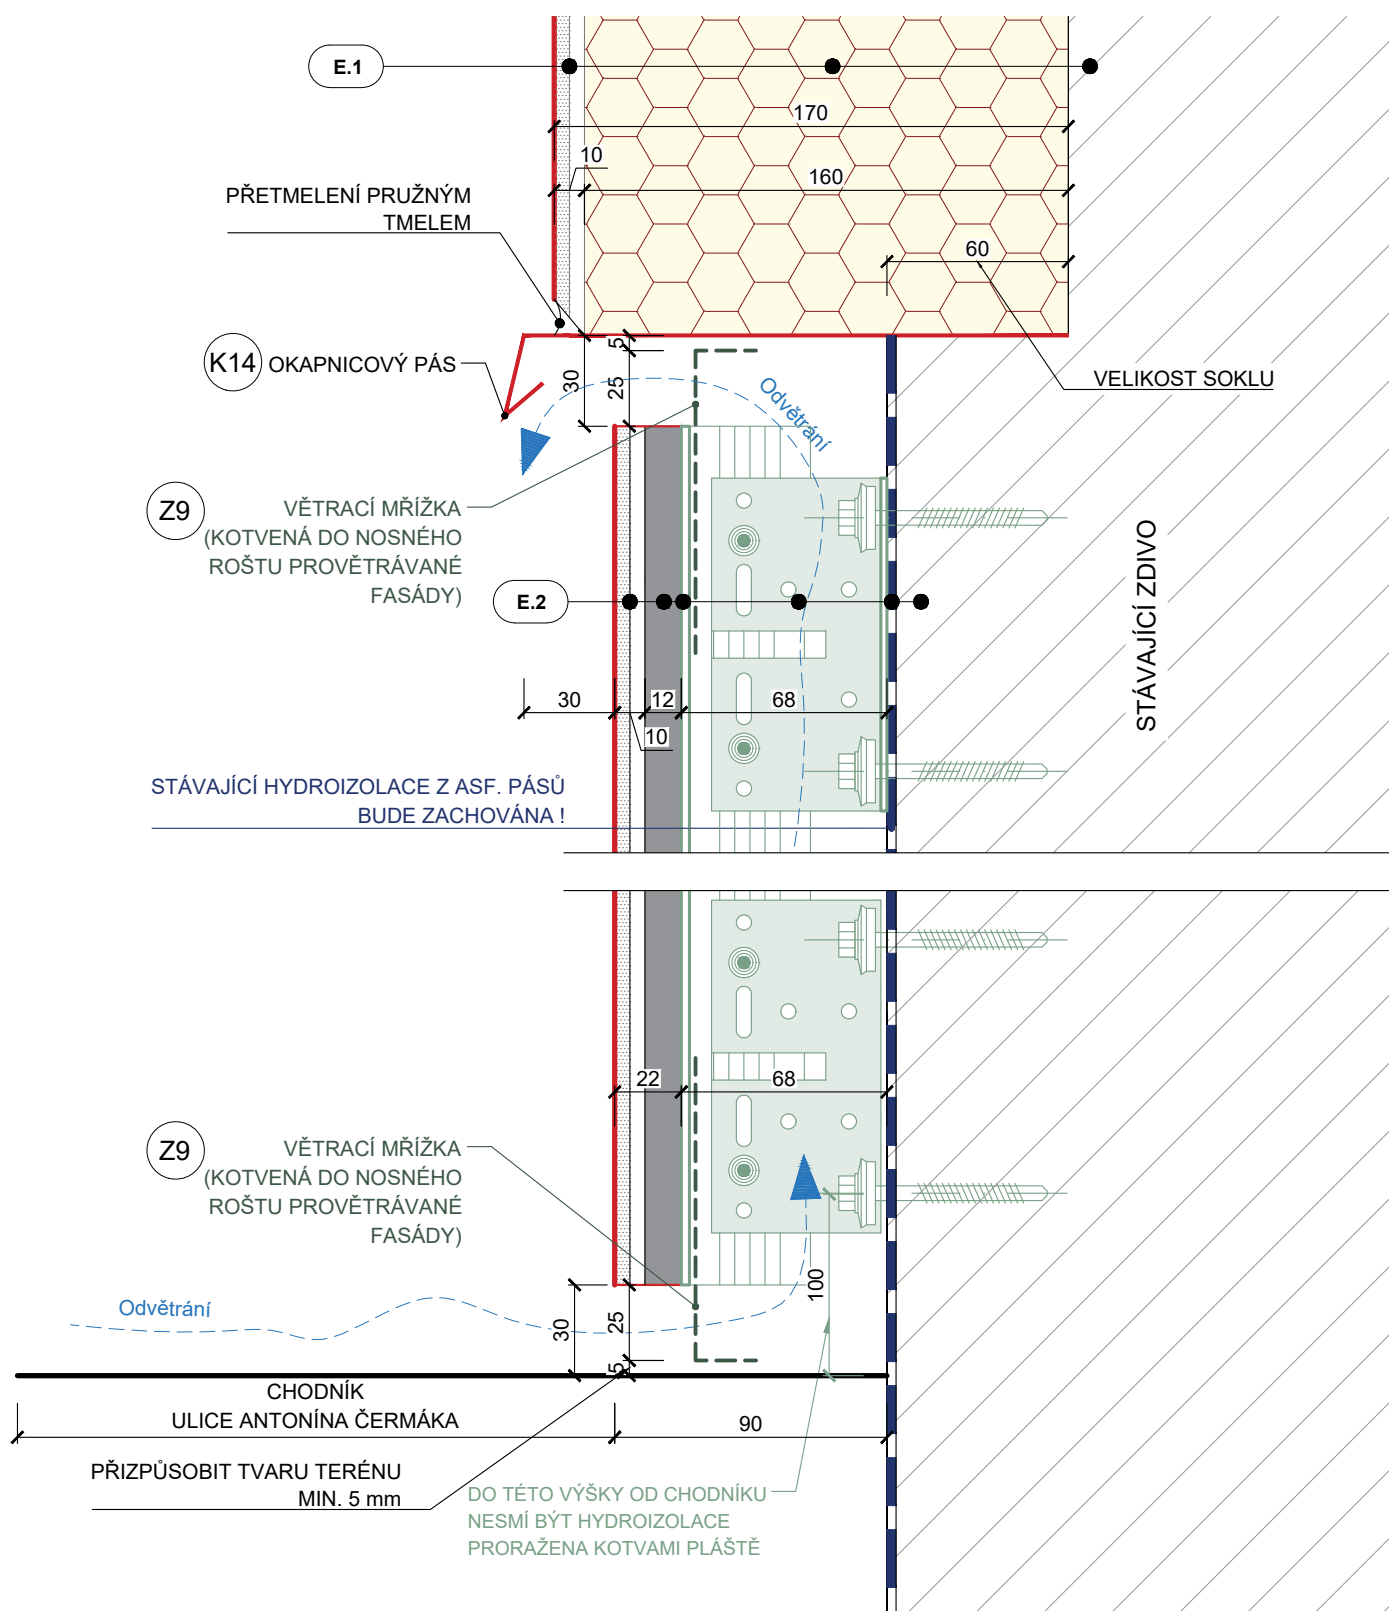 E.1
170
10
160
PŘETMELENÍ PRUŽNÝM
TMELEM
60
5
K14 OKAPNICOVÝ PÁS
30
25
Odvětrání
VELIKOST SOKLU
Z9
VĚTRACÍ MŘÍŽKA
(KOTVENÁ DO NOSNÉHO
ROŠTU PROVĚTRÁVANÉ
FASÁDY)
E.2
STÁVAJÍCÍ ZDIVO
30
12
68
10
STÁVAJÍCÍ HYDROIZOLACE Z ASF. PÁSŮ
BUDE ZACHOVÁNA !
22
68
Z9
VĚTRACÍ MŘÍŽKA
(KOTVENÁ DO NOSNÉHO
ROŠTU PROVĚTRÁVANÉ
FASÁDY)
100
Odvětrání
30
25
5
CHODNÍK
ULICE ANTONÍNA ČERMÁKA
90
PŘIZPŮSOBIT TVARU TERÉNU
MIN. 5 mm
DO TÉTO VÝŠKY OD CHODNÍKU
NESMÍ BÝT HYDROIZOLACE
PRORAŽENA KOTVAMI PLÁŠTĚ